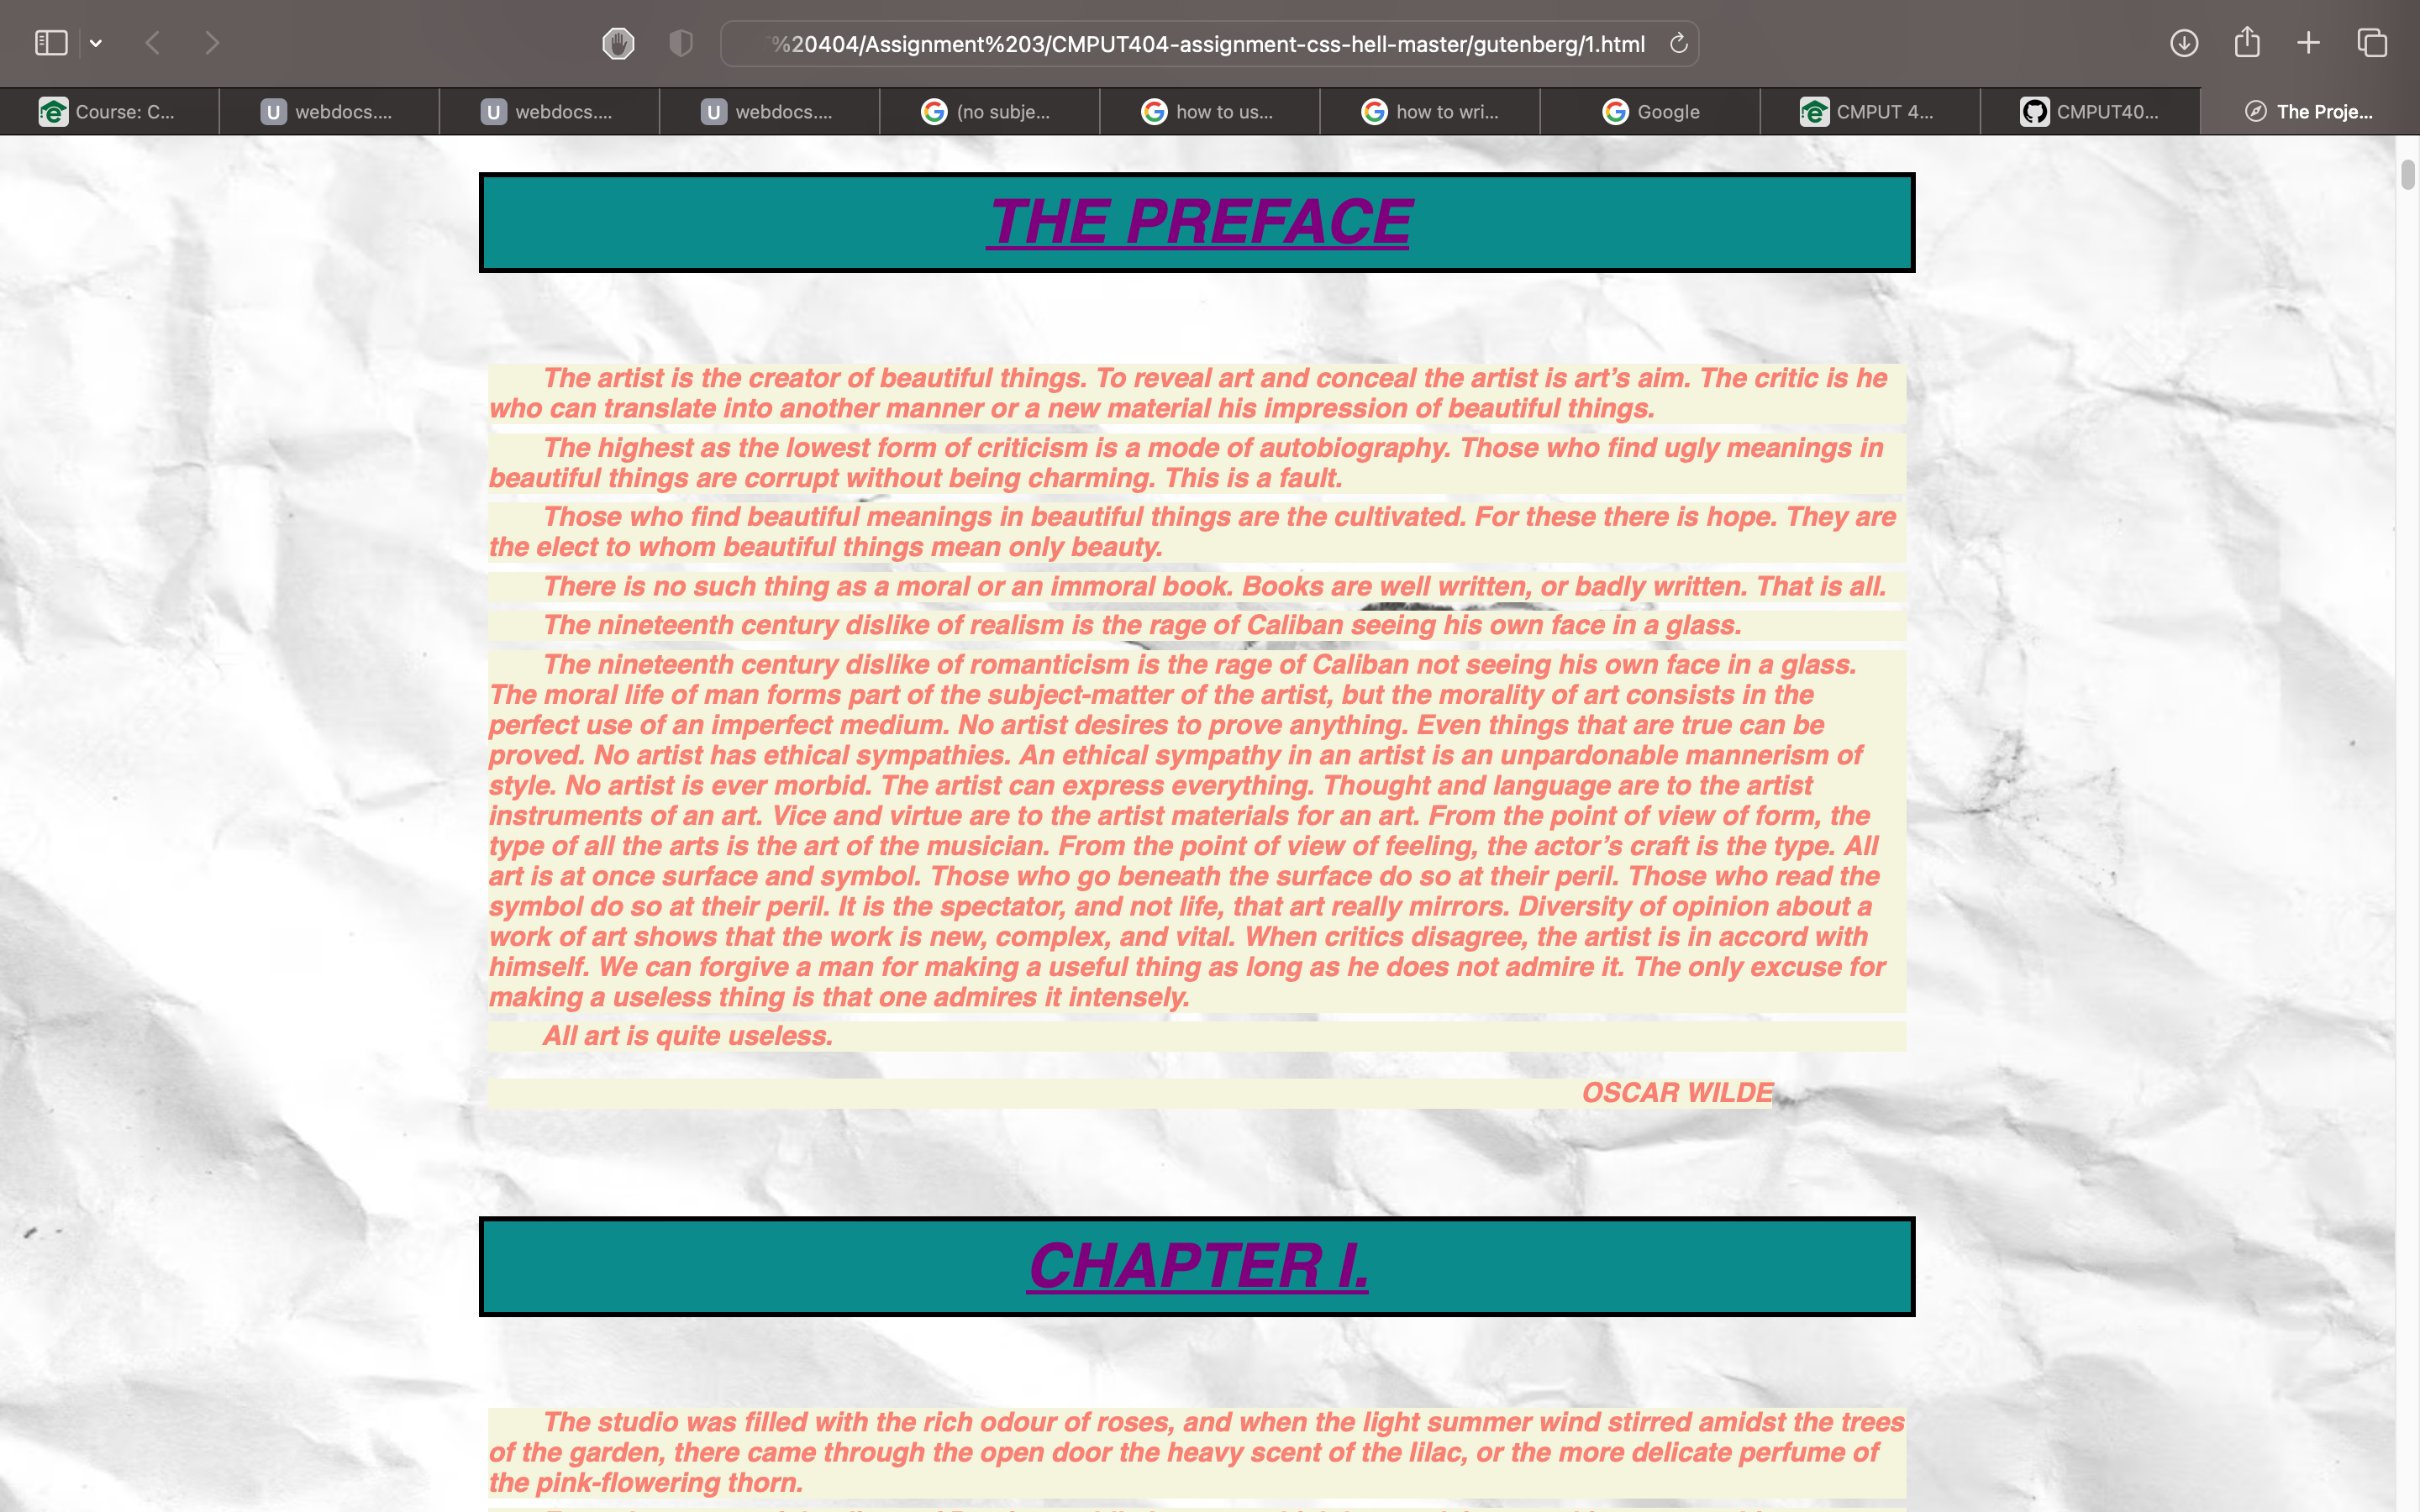 %20404/Assignment%203/CMPUT404-assignment-css-hell-master/gutenberg/1.html
Course: C...
webdocs....
webdocs....
webdocs....
(no subje...
how to us...
how to wri...
Google
CMPUT 4...
CMPUT40...
The Proje...
THE PREFACE
The artist is the creator of beautiful things. To reveal art and conceal the artist is art’s aim. The critic is he
who can translate into another manner or a new material his impression of beautiful things.
The highest as the lowest form of criticism is a mode of autobiography. Those who find ugly meanings in
beautiful things are corrupt without being charming. This is a fault.
Those who find beautiful meanings in beautiful things are the cultivated. For these there is hope. They are
the elect to whom beautiful things mean only beauty.
There is no such thing as a moral or an immoral book. Books are well written, or badly written. That is all.
The nineteenth century dislike of realism is the rage of Caliban seeing his own face in a glass.
The nineteenth century dislike of romanticism is the rage of Caliban not seeing his own face in a glass.
The moral life of man forms part of the subject-matter of the artist, but the morality of art consists in the
perfect use of an imperfect medium. No artist desires to prove anything. Even things that are true can be
proved. No artist has ethical sympathies. An ethical sympathy in an artist is an unpardonable mannerism of
style. No artist is ever morbid. The artist can express everything. Thought and language are to the artist
instruments of an art. Vice and virtue are to the artist materials for an art. From the point of view of form, the
type of all the arts is the art of the musician. From the point of view of feeling, the actor’s craft is the type. All
art is at once surface and symbol. Those who go beneath the surface do so at their peril. Those who read the
symbol do so at their peril. It is the spectator, and not life, that art really mirrors. Diversity of opinion about a
work of art shows that the work is new, complex, and vital. When critics disagree, the artist is in accord with
himself. We can forgive a man for making a useful thing as long as he does not admire it. The only excuse for
making a useless thing is that one admires it intensely.
All art is quite useless.
OSCAR WILDE
CHAPTER I.
The studio was filled with the rich odour of roses, and when the light summer wind stirred amidst the trees
of the garden, there came through the open door the heavy scent of the lilac, or the more delicate perfume of
the pink-flowering thorn.